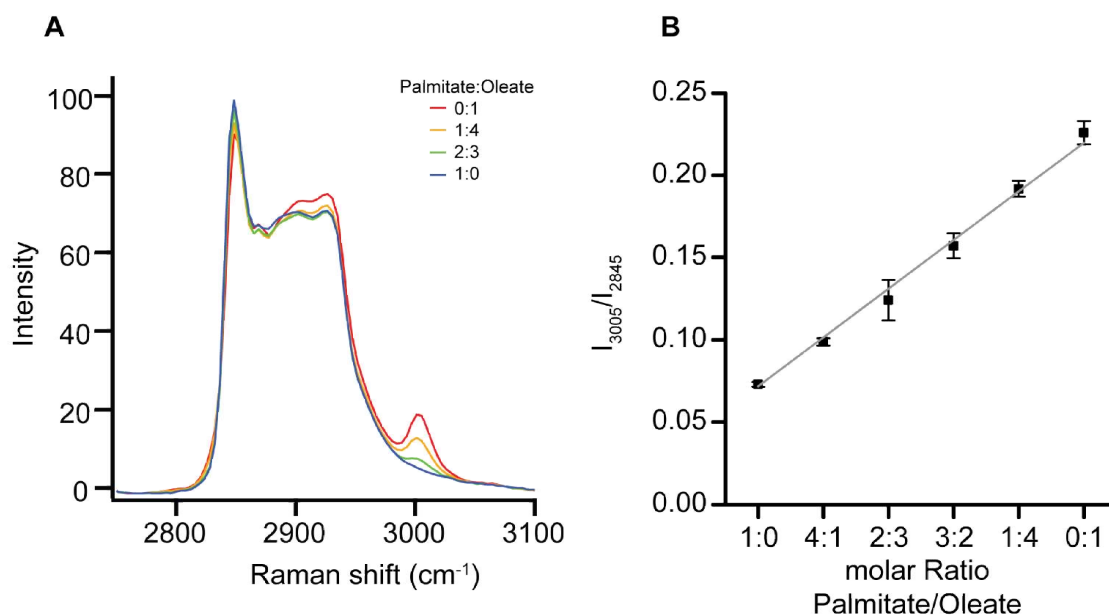 A
Intensity
100
80
60
40
20
0
2800 2900 3000 3100
Raman shift (cm⁻¹)
Palmitate:Oleate
0:1
1:4
2:3
1:0
B
I₃₀₀₅/I₂₈₄₅
0.25
0.20
0.15
0.10
0.05
0.00
1:0 4:1 2:3 3:2 1:4 0:1
molar Ratio
Palmitate/Oleate